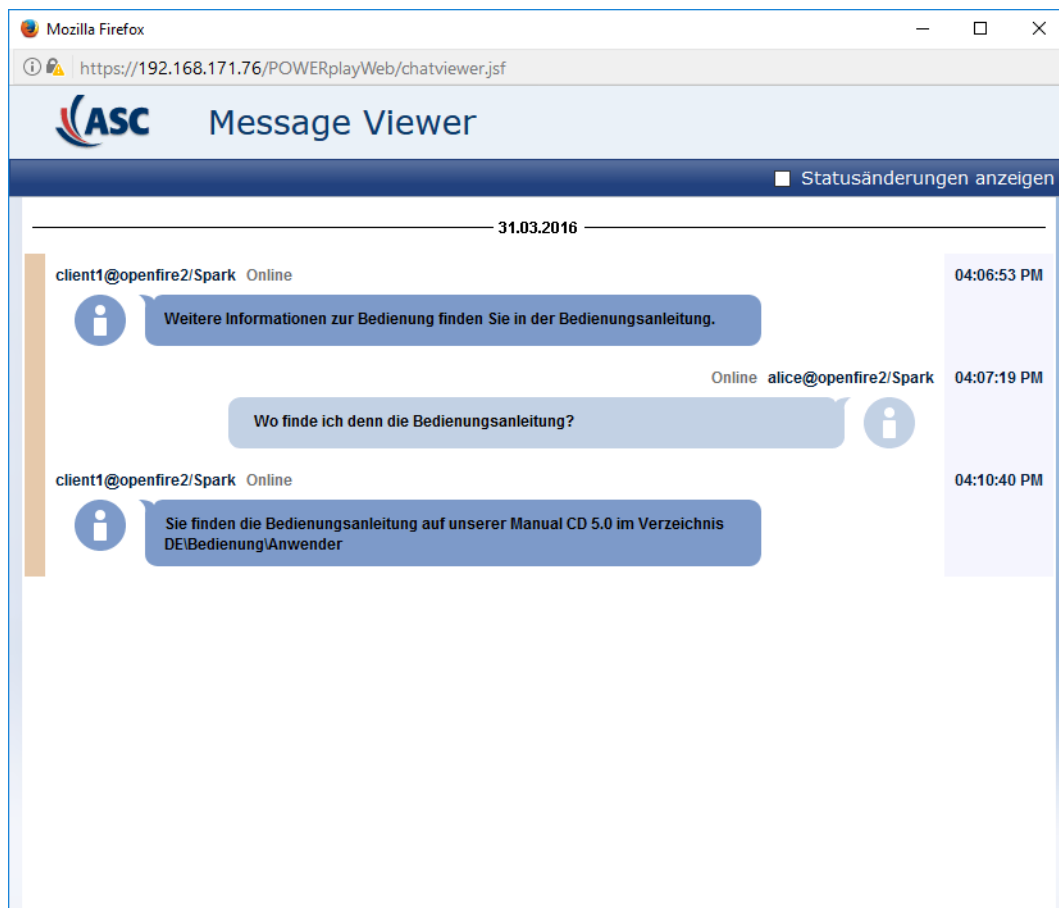 Mozilla Firefox
https://192.168.171.76/POWERplayWeb/chatviewer.jsf
ASC Message Viewer
Statusänderungen anzeigen
31.03.2016
client1@openfire2/Spark Online 04:06:53 PM
Weitere Informationen zur Bedienung finden Sie in der Bedienungsanleitung.
Online alice@openfire2/Spark 04:07:19 PM
Wo finde ich denn die Bedienungsanleitung?
client1@openfire2/Spark Online 04:10:40 PM
Sie finden die Bedienungsanleitung auf unserer Manual CD 5.0 im Verzeichnis
DE\Bedienung\Anwender